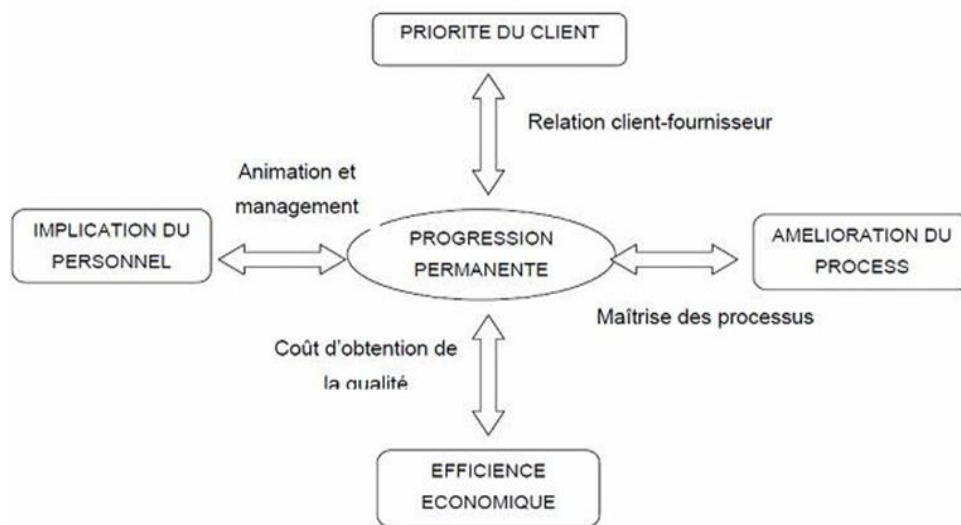 PRIORITE DU CLIENT
Relation client-fournisseur
Animation et
management
IMPLICATION DU
PERSONNEL
PROGRESSION
PERMANENTE
AMELIORATION DU
PROCESS
Maîtrise des processus
Coût d'obtention de
la qualité
EFFICIENCE
ECONOMIQUE